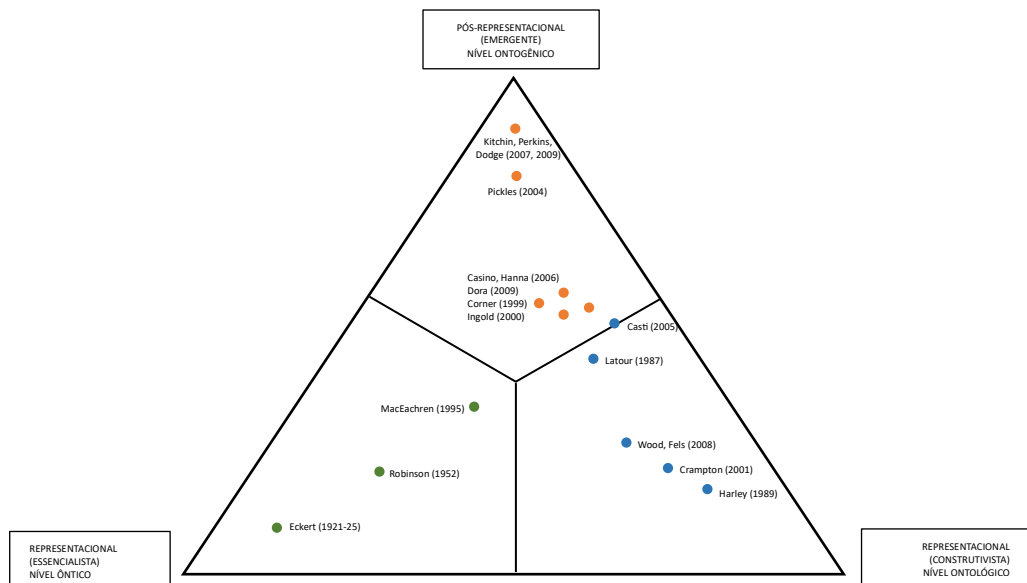 PÓS-REPRESENTACIONAL
(EMERGENTE)
NÍVEL ONTOGÊNICO
Kitchin, Perkins,
Dodge (2007, 2009)
Pickles (2004)
Casino, Hanna (2006)
Dora (2009)
Corner (1999)
Ingold (2000)
Casti (2005)
Latour (1987)
MacEachren (1995)
Wood, Fels (2008)
Crampton (2001)
Robinson (1952)
Harley (1989)
Eckert (1921-25)
REPRESENTACIONAL
(ESSENCIALISTA)
NÍVEL ÔNTICO
REPRESENTACIONAL
(CONSTRUTIVISTA)
NÍVEL ONTOLÓGICO